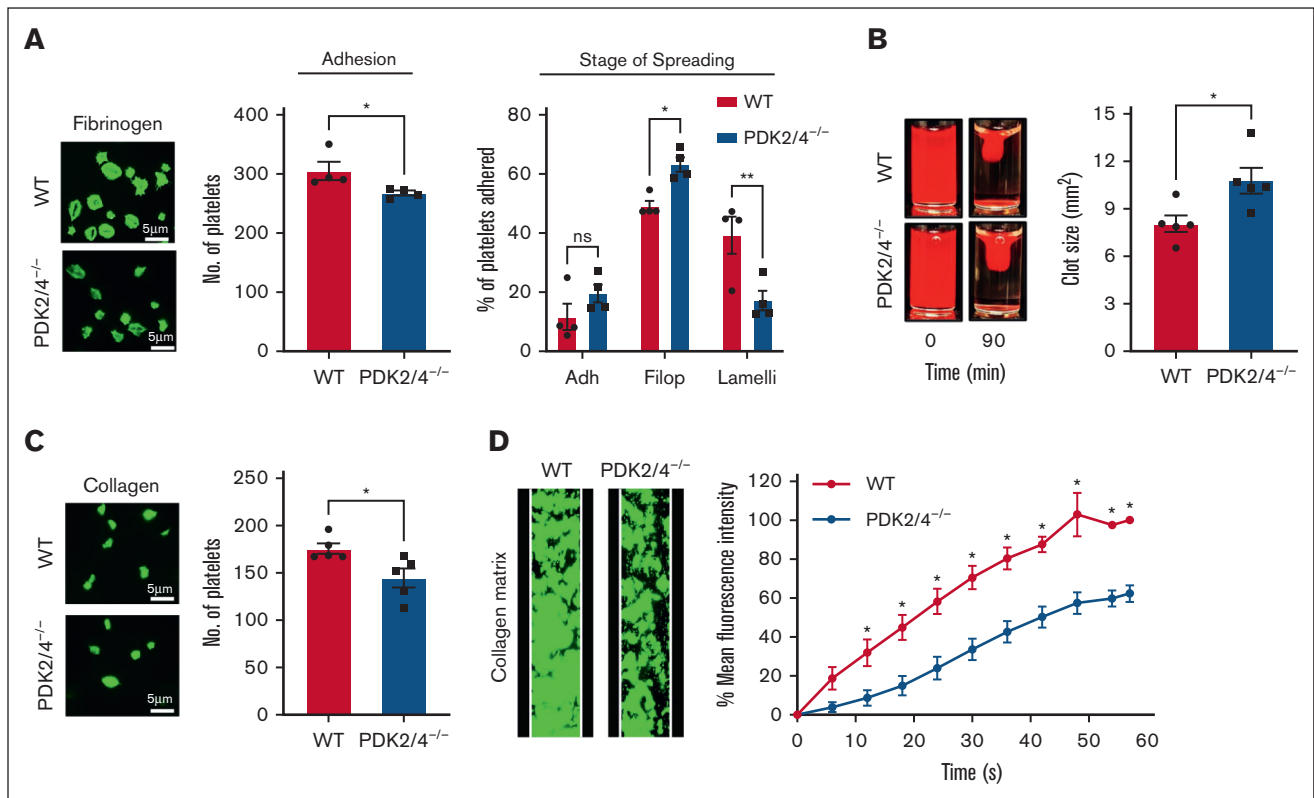 A
Adhesion
Stage of Spreading
Fibrinogen
WT
5µm
PDK2/4−/−
5µm
No. of platelets
400
300
200
100
0
*
WT
PDK2/4−/−
% of platelets adhered
80
60
40
20
0
ns
*
**
WT
PDK2/4−/−
Adh
Filop
Lamelli
B
WT
PDK2/4−/−
0
90
Time (min)
Clot size (mm2)
15
12
9
6
3
0
*
WT
PDK2/4−/−
C
Collagen
WT
5µm
PDK2/4−/−
5µm
No. of platelets
250
200
150
100
50
0
*
WT
PDK2/4−/−
D
WT
PDK2/4−/−
Collagen matrix
% Mean fluorescence intensity
120
100
80
60
40
20
0
WT
PDK2/4−/−
* * * * * * * * *
0
10
20
30
40
50
60
Time (s)